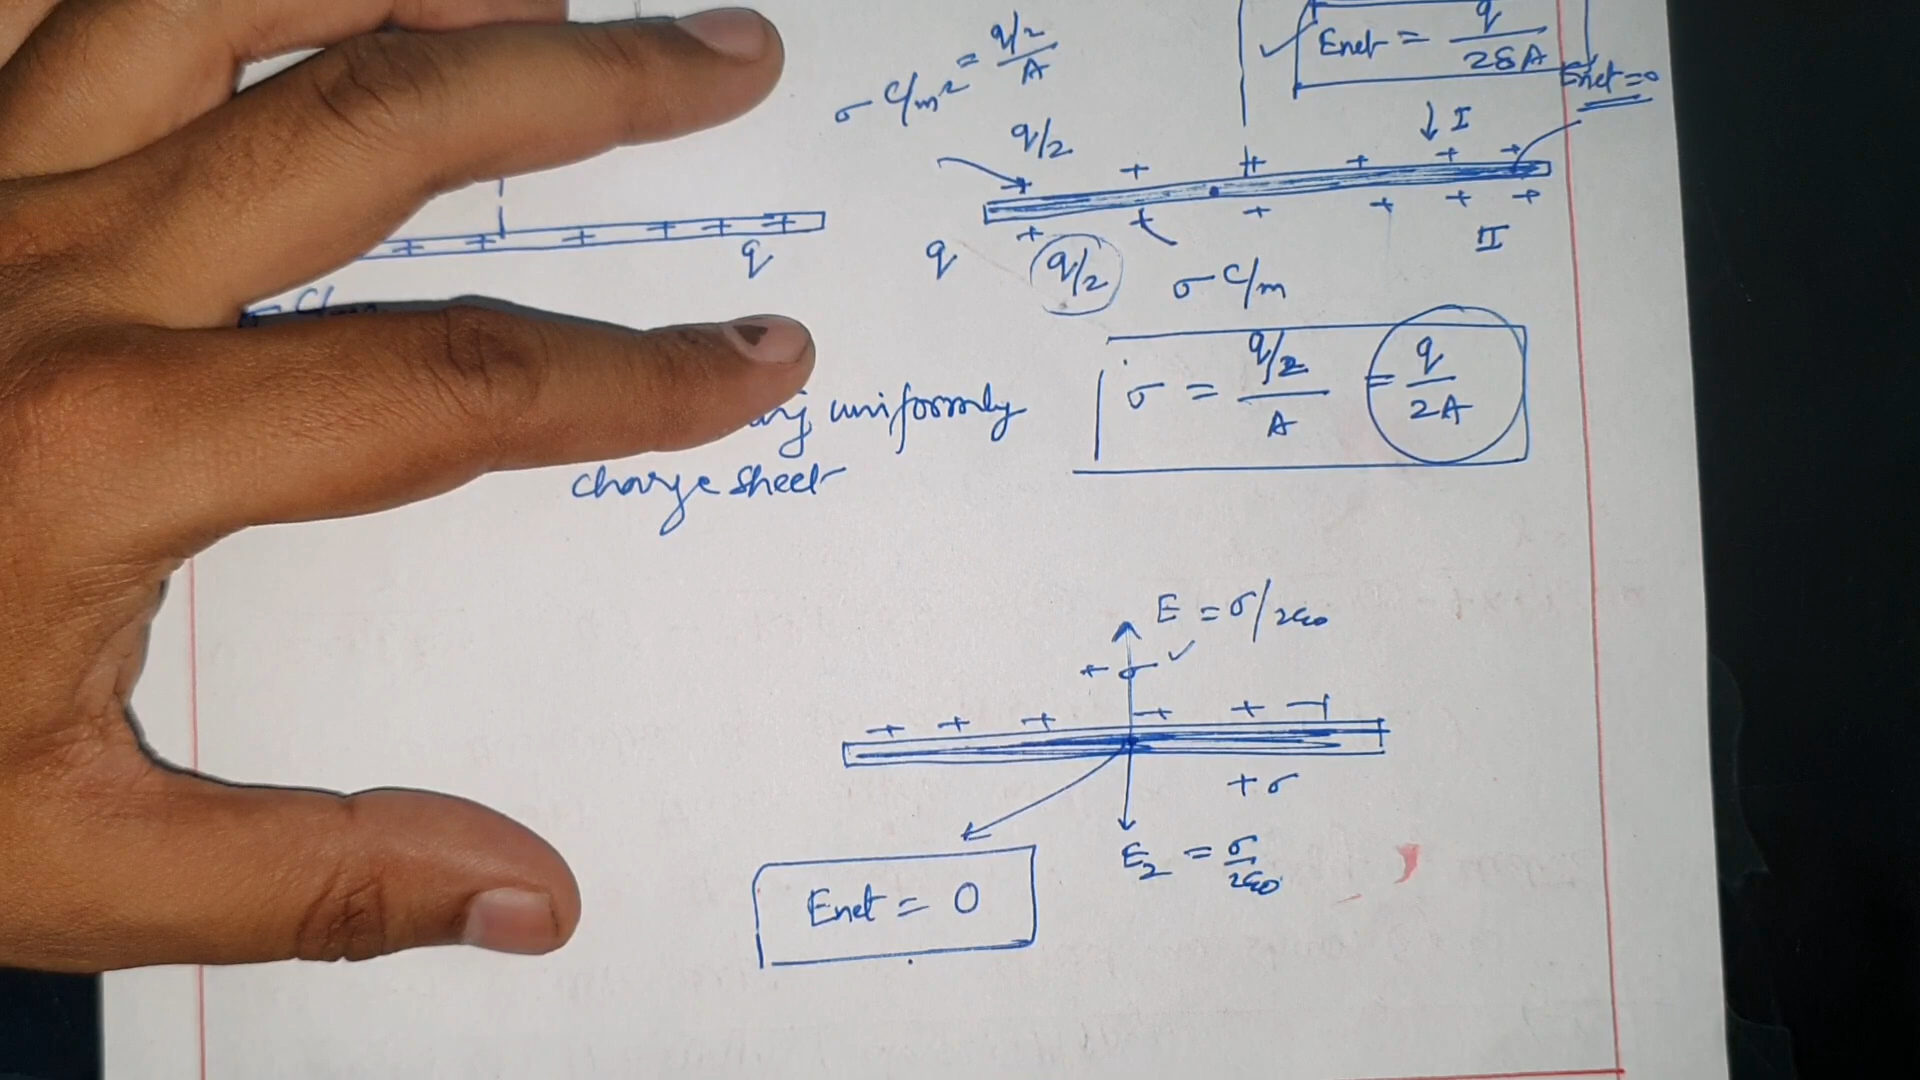 σ C/m² = q/2 / A
Enet = q / 2εA
Enet = 0
↓ I
q/2
+ + + + + +
+ + + + + +
+ + + + + +
q
q
q/2
σ C/m
II
σ = q/2 / A = q / 2A
uniformly
charge sheet
E = σ/2ε0
+ σ ✓
+ + + + + +
+ σ
E2 = σ / 2ε0
Enet = 0